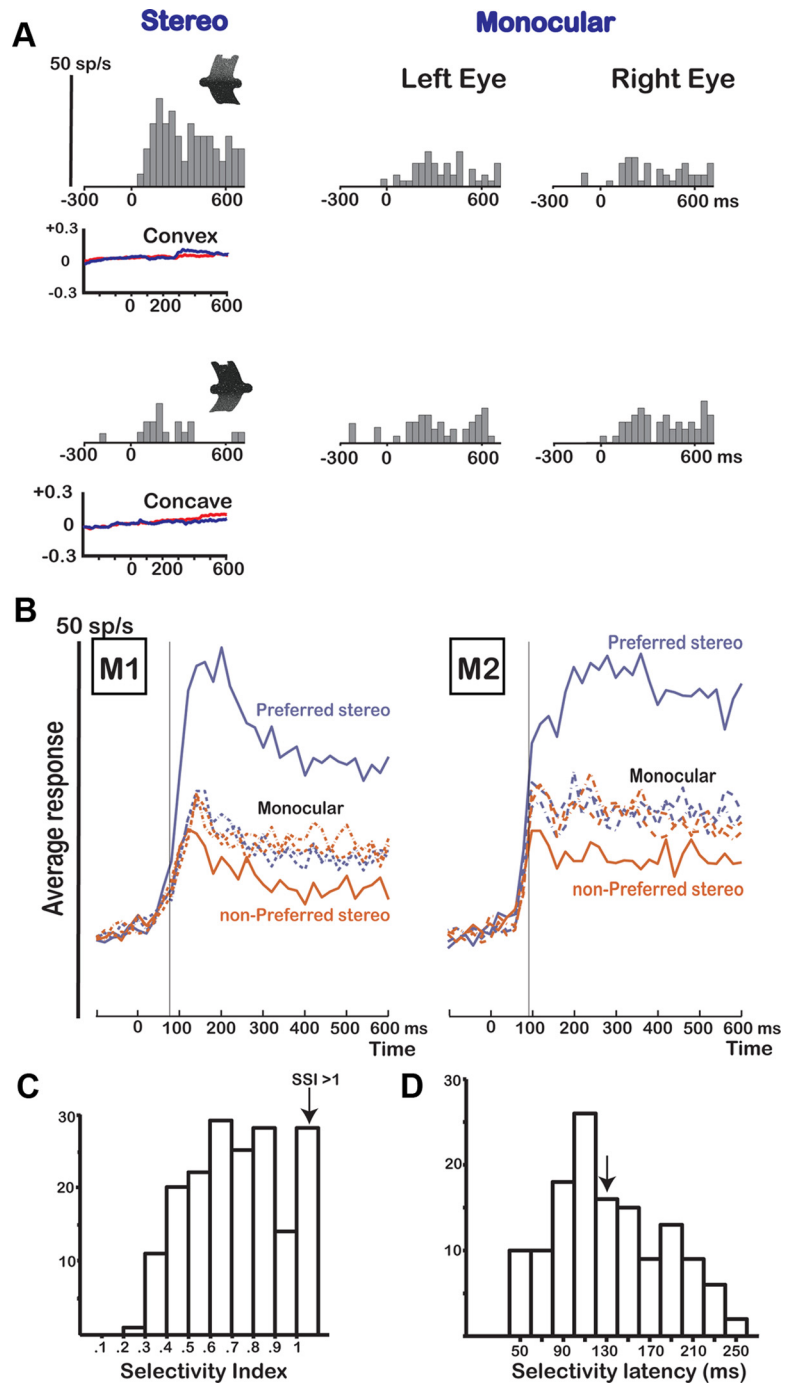 A
Stereo
Monocular
50 sp/s
Left Eye
Right Eye
-300 0 600
-300 0 600
-300 0 600 ms
+0.3
Convex
0
-0.3
0 200 600
-300 0 600
-300 0 600
-300 0 600 ms
+0.3
Concave
0
-0.3
0 200 600
B
50 sp/s
M1
M2
Preferred stereo
Preferred stereo
Monocular
Monocular
non-Preferred stereo
non-Preferred stereo
Average response
0 100 200 300 400 500 600 ms
Time
0 100 200 300 400 500 600 ms
Time
C
SSI >1
30
20
10
.1 .2 .3 .4 .5 .6 .7 .8 .9 1
Selectivity Index
D
30
20
10
50 90 130 170 210 250
Selectivity latency (ms)